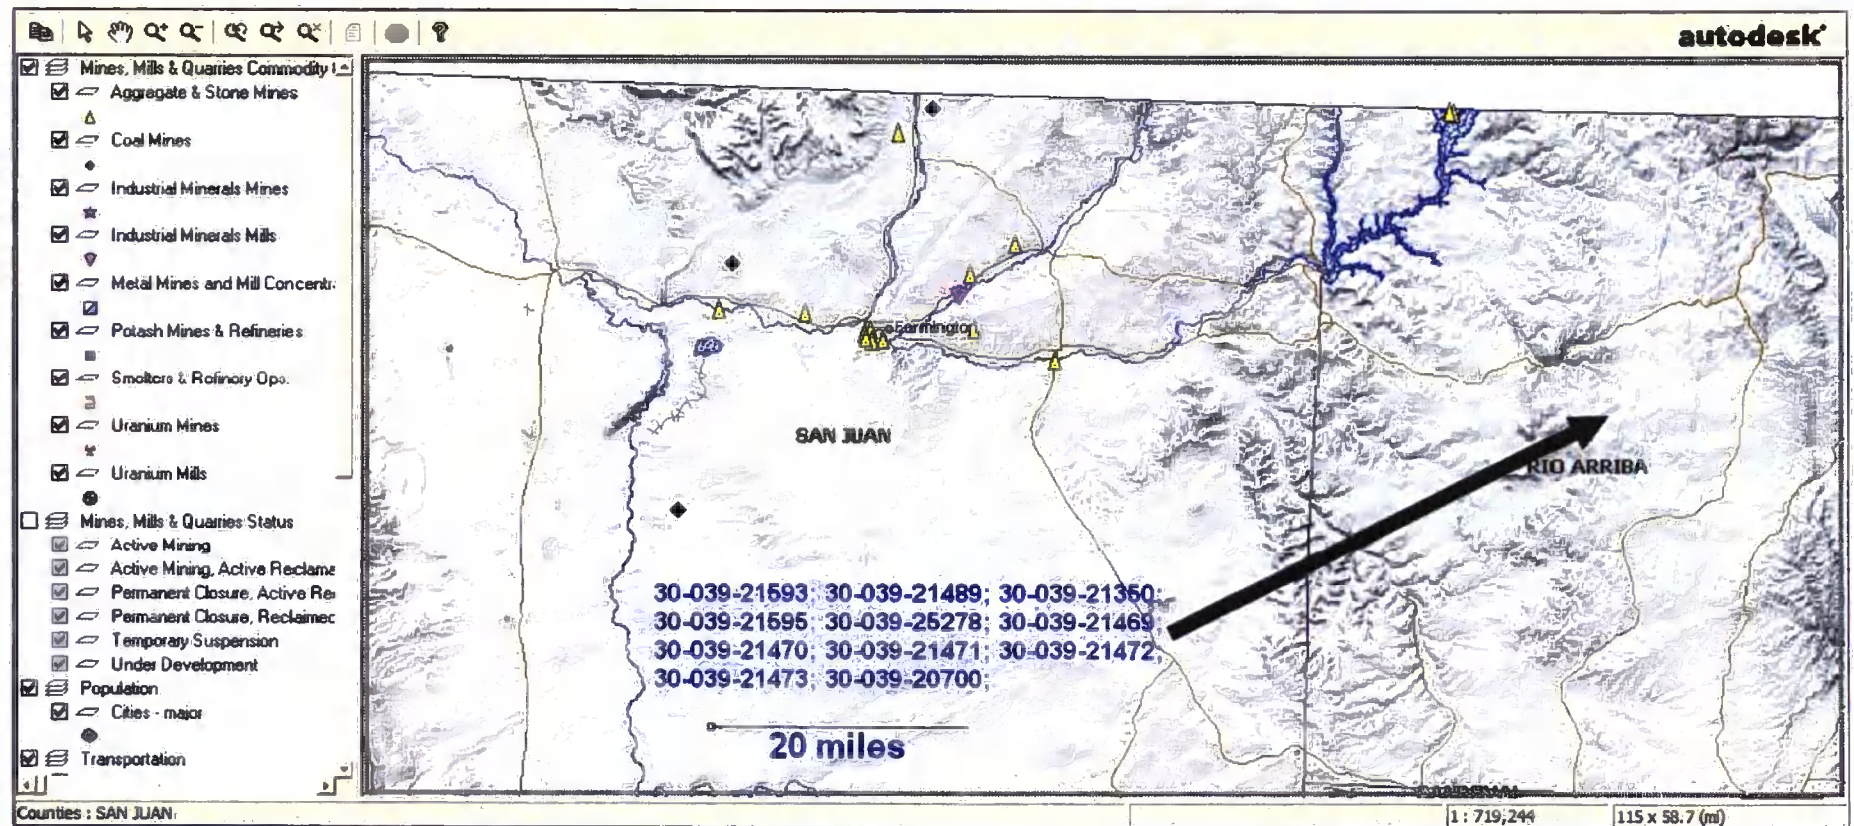 autodesk
Mines, Mills & Quarries Commodity
Aggregate & Stone Mines
Coal Mines
Industrial Minerals Mines
Industrial Minerals Mills
Metal Mines and Mill Concentr
Potash Mines & Refineries
Smelters & Refinery Ops.
Uranium Mines
Uranium Mills
Mines, Mills & Quarries Status
Active Mining
Active Mining, Active Reclama
Permanent Closure, Active Re
Permanent Closure, Reclaimed
Temporary Suspension
Under Development
Population
Cities - major
Transportation
Farmington
SAN JUAN
RIO ARRIBA
30-039-21593; 30-039-21489; 30-039-21350;
30-039-21595; 30-039-25278; 30-039-21469
30-039-21470; 30-039-21471; 30-039-21472;
30-039-21473; 30-039-20700;
20 miles
Counties : SAN JUAN
1 : 719,244
115 x 58.7 (mi)